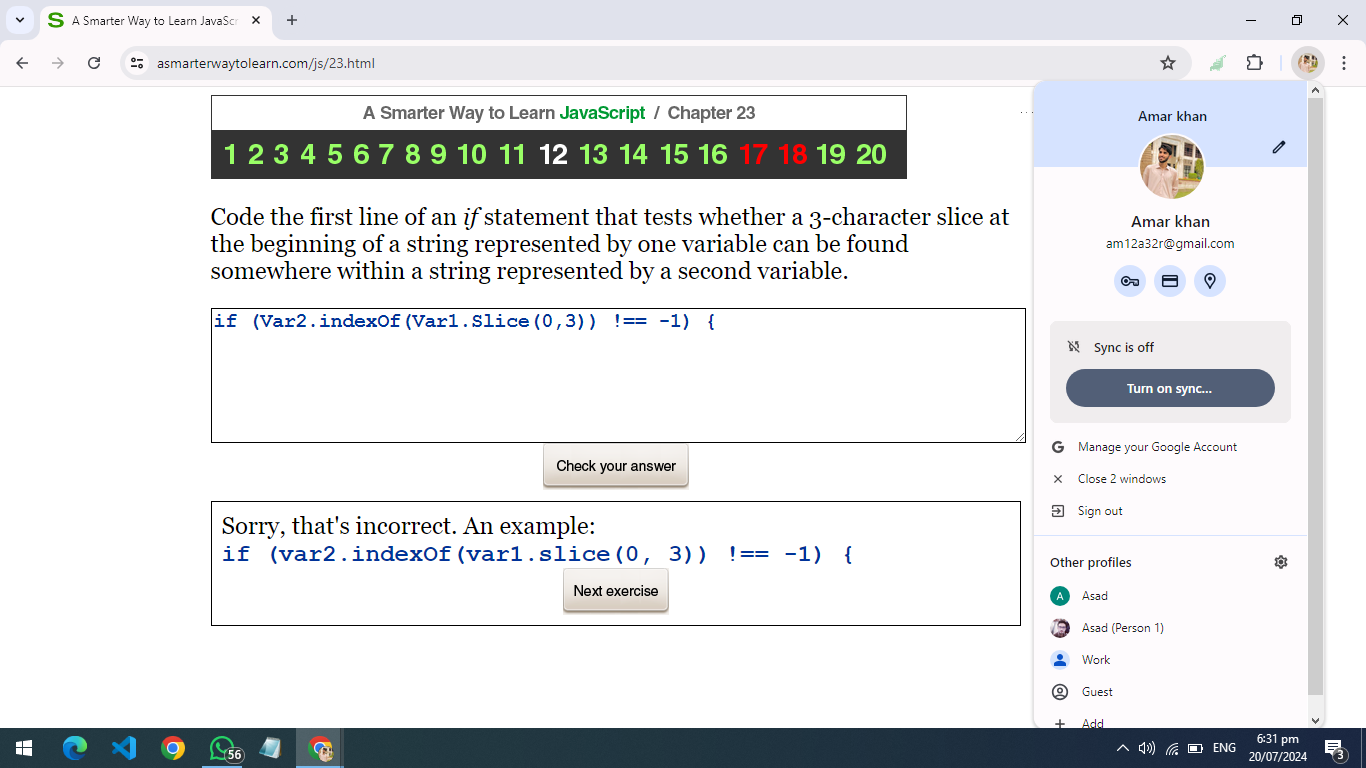 A Smarter Way to Learn JavaScr
asmarterwaytolearn.com/js/23.html
A Smarter Way to Learn JavaScript / Chapter 23
1 2 3 4 5 6 7 8 9 10 11 12 13 14 15 16 17 18 19 20
Code the first line of an if statement that tests whether a 3-character slice at
the beginning of a string represented by one variable can be found
somewhere within a string represented by a second variable.
if (Var2.indexOf(Var1.Slice(0,3)) !== -1) {
Check your answer
Sorry, that's incorrect. An example:
if (var2.indexOf(var1.slice(0, 3)) !== -1) {
Next exercise
Amar khan
Amar khan
am12a32r@gmail.com
Sync is off
Turn on sync...
Manage your Google Account
Close 2 windows
Sign out
Other profiles
A Asad
Asad (Person 1)
Work
Guest
Add
56
ENG
6:31 pm
20/07/2024
3